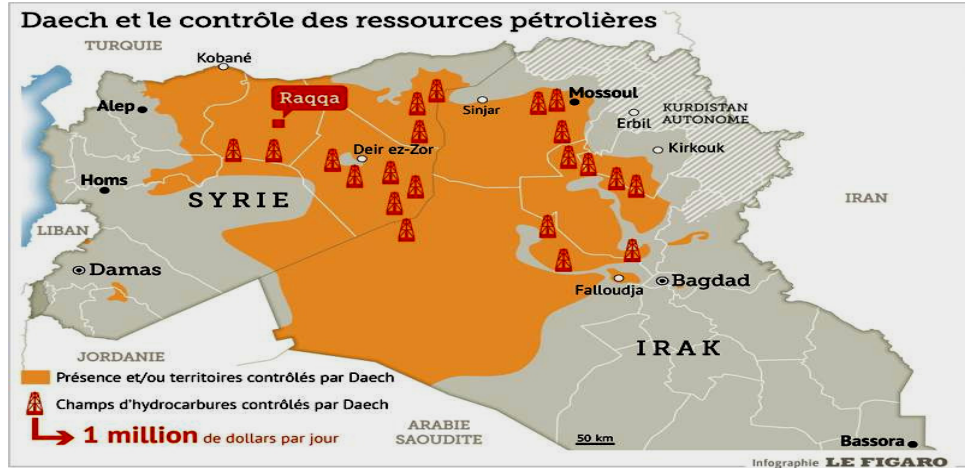 Daech et le contrôle des ressources pétrolières
TURQUIE
Kobané
Alep
Raqqa
Sinjar
Mossoul
KURDISTAN
AUTONOME
Erbil
Deir ez-Zor
Kirkouk
Homs
SYRIE
IRAN
LIBAN
Damas
Falloudja
Bagdad
IRAK
JORDANIE
Présence et/ou territoires contrôlés par Daech
Champs d'hydrocarbures contrôlés par Daech
1 million de dollars par jour
ARABIE
SAOUDITE
50 km
Bassora
Infographie LE FIGARO